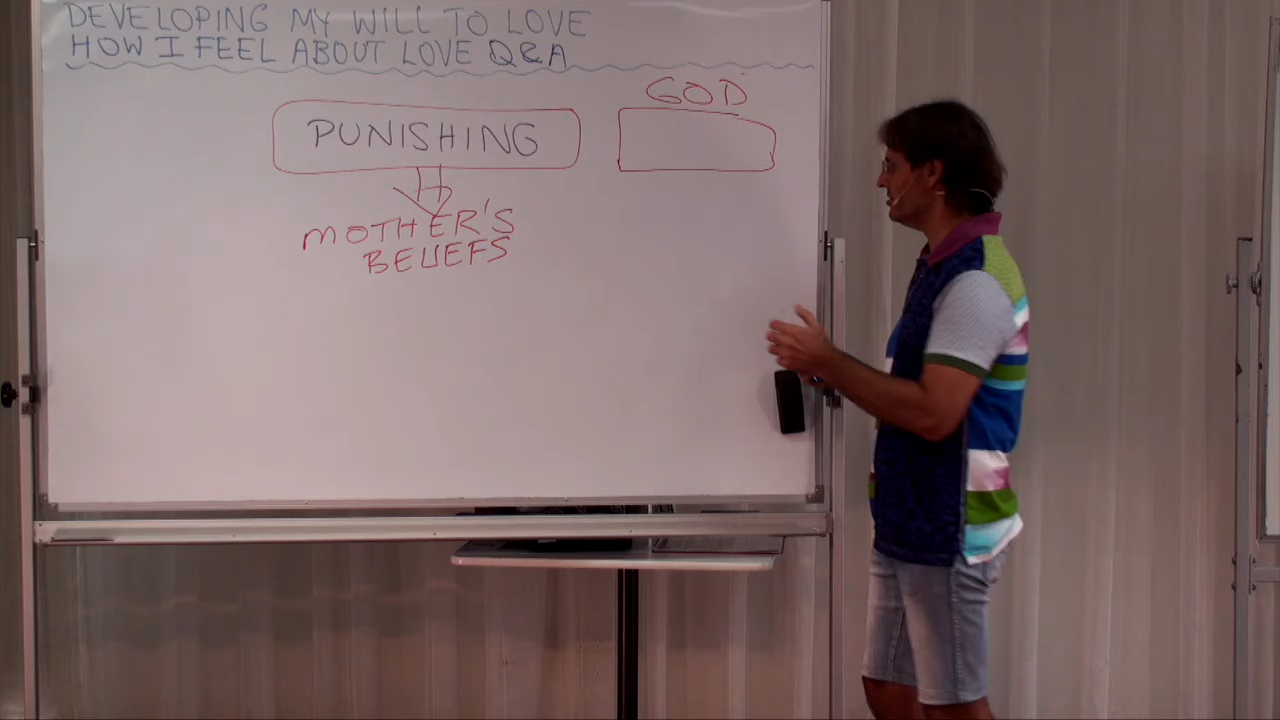 DEVELOPING MY WILL TO LOVE
HOW I FEEL ABOUT LOVE Q&A
GOD
PUNISHING
MOTHER'S
BELIEFS